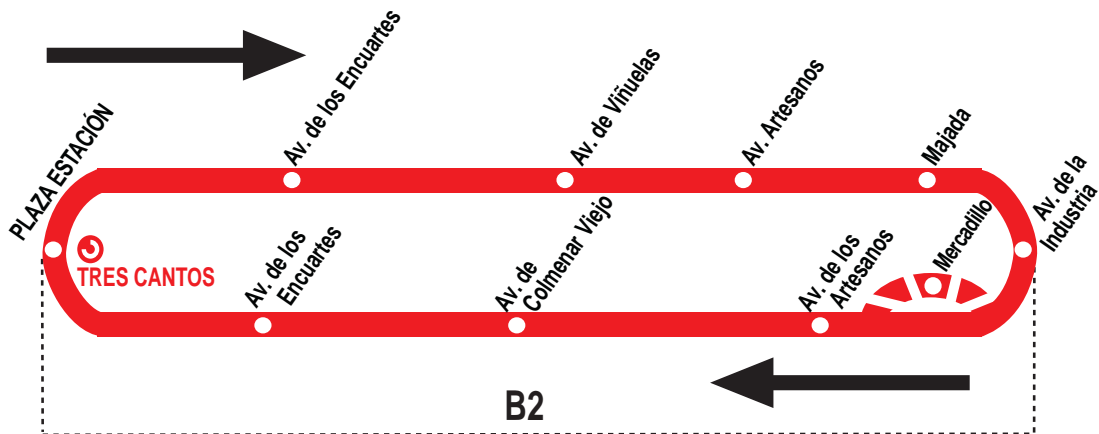 PLAZA ESTACIÓN
Av. de los Encuartes
Av. de Viñuelas
Av. Artesanos
Majada
Av. de la
Industria
TRES CANTOS
Av. de los
Encuartes
Av. de
Colmenar Viejo
Av. de los
Artesanos
Mercadillo
B2